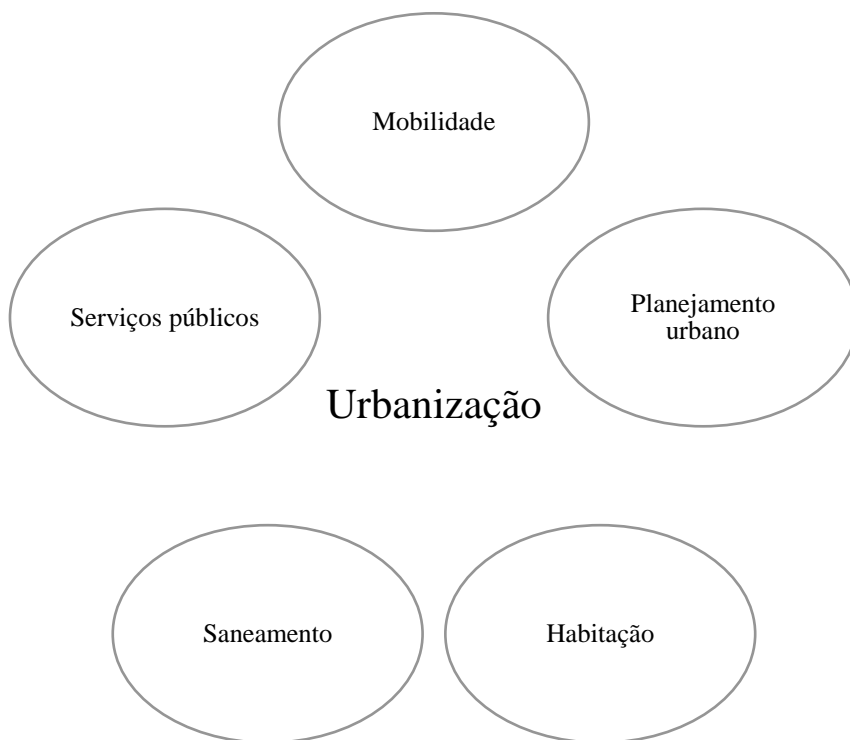 Mobilidade
Serviços públicos
Planejamento
urbano
Urbanização
Saneamento
Habitação